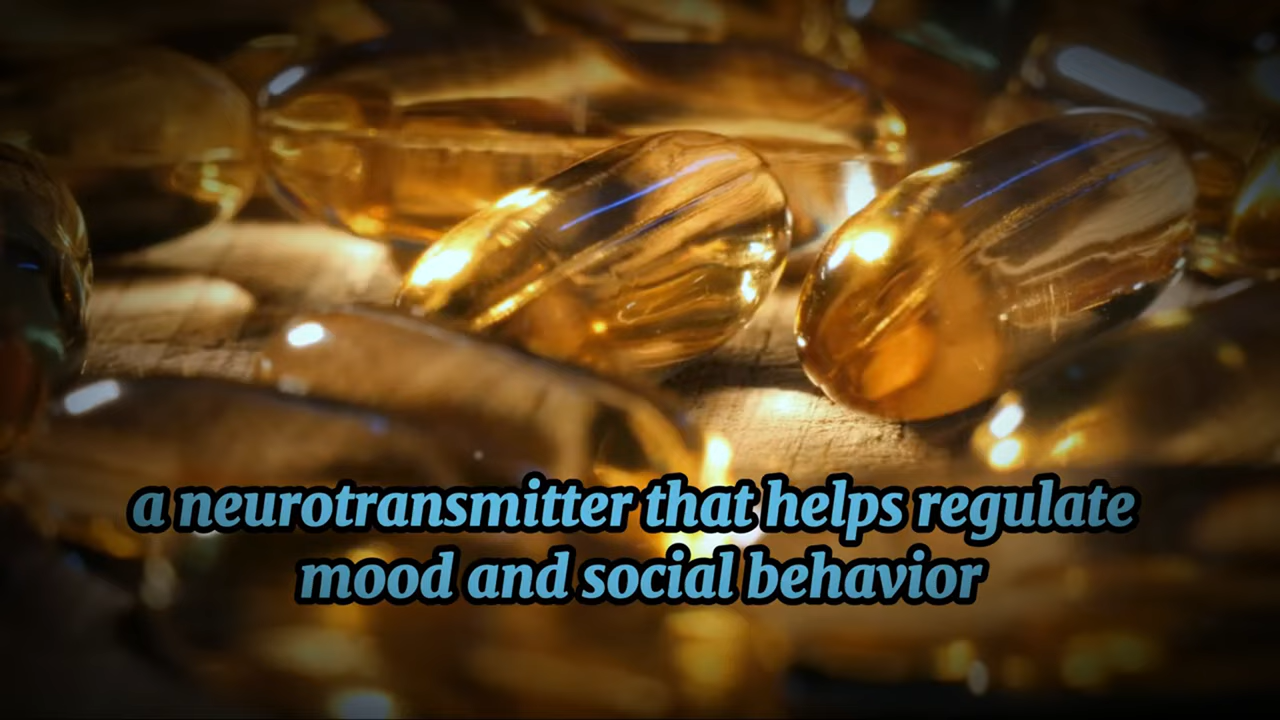 a neurotransmitter that helps regulate
mood and social behavior